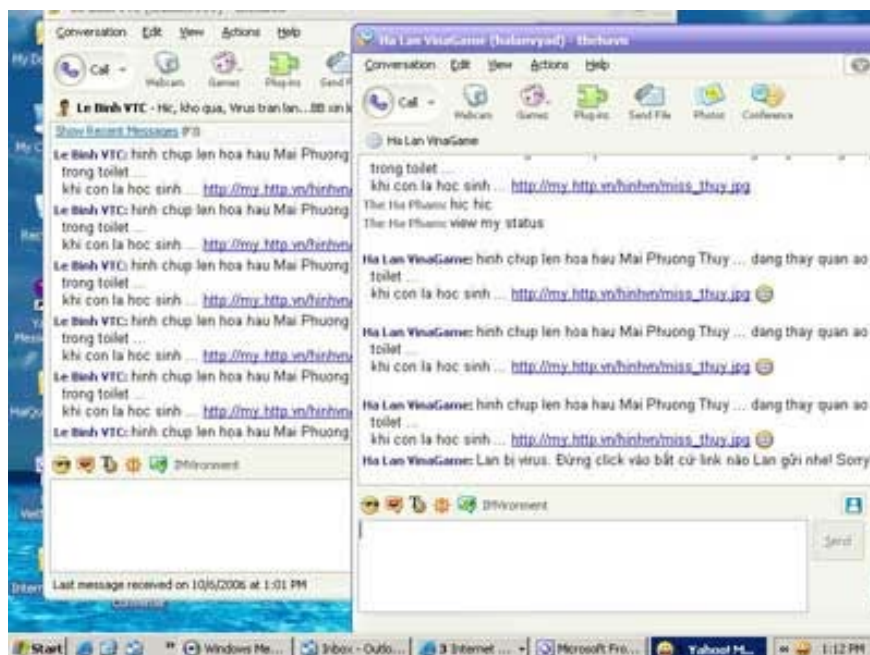 Conversation Edit View Actions Help
Call
Webcam Games Plug-ins Send F
Le Binh VTC - Hic, kho qua, Virus tran lan...BB xin l
Show Recent Messages (F3)
Le Binh VTC: hinh chup len hoa hau Mai Phuong
trong toilet ...
khi con la hoc sinh ... http://my.http.vn/hinhvn
Le Binh VTC: hinh chup len hoa hau Mai Phuong
trong toilet ...
khi con la hoc sinh ... http://my.http.vn/hinhvn
Le Binh VTC: hinh chup len hoa hau Mai Phuong
trong toilet ...
khi con la hoc sinh ... http://my.http.vn/hinhvn
Le Binh VTC: hinh chup len hoa hau Mai Phuong
trong toilet ...
khi con la hoc sinh ... http://my.http.vn/hinhvn
Le Binh VTC: hinh chup len hoa hau Mai Phuong
trong toilet ...
khi con la hoc sinh ... http://my.http.vn/hinhvn
Le Binh VTC: hinh chup len hoa hau Mai Phuong
IMVironment
Last message received on 10/6/2006 at 1:01 PM
Ha Lan VinaGame (halanvyad) - thehavn
Conversation Edit View Actions Help
Call
Webcam Games Plug-ins Send File Photos Conference
Ha Lan VinaGame
trong toilet ...
khi con la hoc sinh ... http://my.http.vn/hinhvn/miss_thuy.jpg
The Ha Pham: hic hic
The Ha Pham: view my status
Ha Lan VinaGame: hinh chup len hoa hau Mai Phuong Thuy ... dang thay quan ao
toilet ...
khi con la hoc sinh ... http://my.http.vn/hinhvn/miss_thuy.jpg
Ha Lan VinaGame: hinh chup len hoa hau Mai Phuong Thuy ... dang thay quan ao
toilet ...
khi con la hoc sinh ... http://my.http.vn/hinhvn/miss_thuy.jpg
Ha Lan VinaGame: hinh chup len hoa hau Mai Phuong Thuy ... dang thay quan ao
toilet ...
khi con la hoc sinh ... http://my.http.vn/hinhvn/miss_thuy.jpg
Ha Lan VinaGame: Lan bị virus. Đừng click vào bất cứ link nào Lan gửi nhe! Sorry
IMVironment
Send
Start Windows Me... Inbox - Outlo... 3 Internet ... Microsoft Fro... Yahoo! M... 1:12 PM